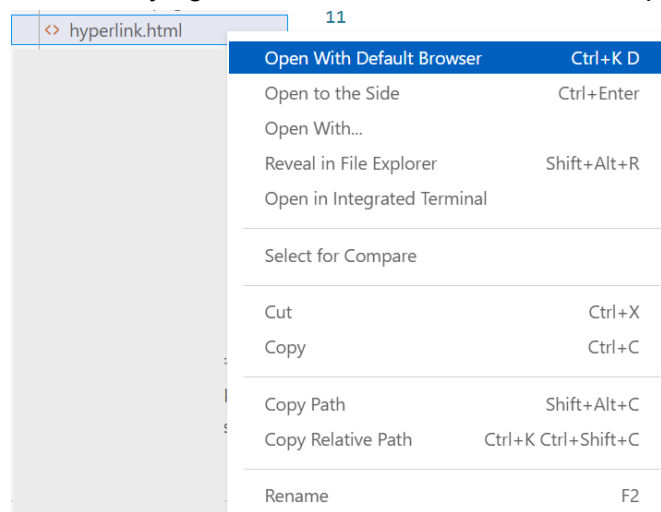 <> hyperlink.html
11
Open With Default Browser Ctrl+K D
Open to the Side Ctrl+Enter
Open With...
Reveal in File Explorer Shift+Alt+R
Open in Integrated Terminal
Select for Compare
Cut Ctrl+X
Copy Ctrl+C
Copy Path Shift+Alt+C
Copy Relative Path Ctrl+K Ctrl+Shift+C
Rename F2